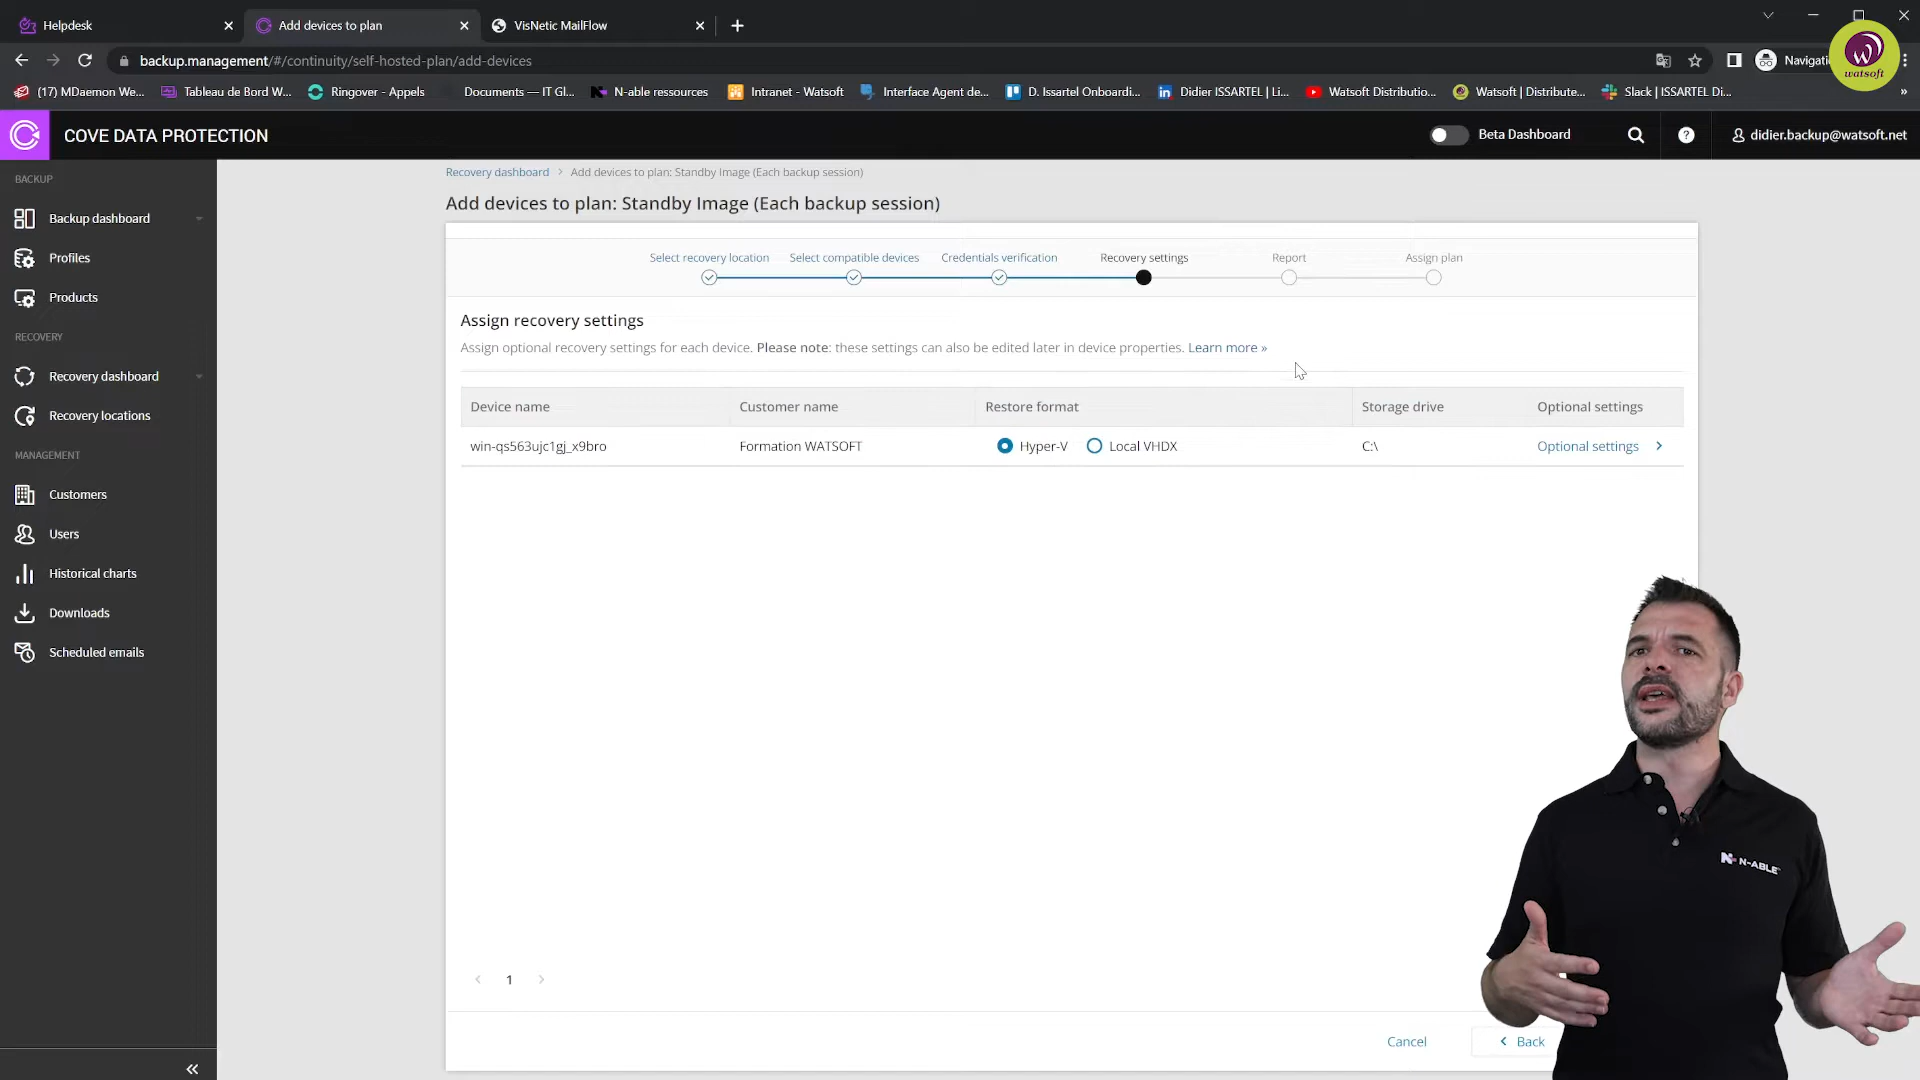 Helpdesk
Add devices to plan
VisNetic MailFlow
backup.management/#/continuity/self-hosted-plan/add-devices
Navigati
watsoft
(17) MDaemon We...
Tableau de Bord W...
Ringover - Appels
Documents — IT Gl...
N-able ressources
Intranet - Watsoft
Interface Agent de...
D. Issartel Onboardi...
Didier ISSARTEL | Li...
Watsoft Distributio...
Watsoft | Distribute...
Slack | ISSARTEL Di...
COVE DATA PROTECTION
Beta Dashboard
didier.backup@watsoft.net
BACKUP
Backup dashboard
Profiles
Products
RECOVERY
Recovery dashboard
Recovery locations
MANAGEMENT
Customers
Users
Historical charts
Downloads
Scheduled emails
Recovery dashboard > Add devices to plan: Standby Image (Each backup session)
Add devices to plan: Standby Image (Each backup session)
Select recovery location
Select compatible devices
Credentials verification
Recovery settings
Report
Assign plan
Assign recovery settings
Assign optional recovery settings for each device. Please note: these settings can also be edited later in device properties. Learn more »
Device name Customer name Restore format Storage drive Optional settings
win-qs563ujc1gj_x9bro Formation WATSOFT Hyper-V Local VHDX C:\ Optional settings
1
Cancel
Back
N-ABLE